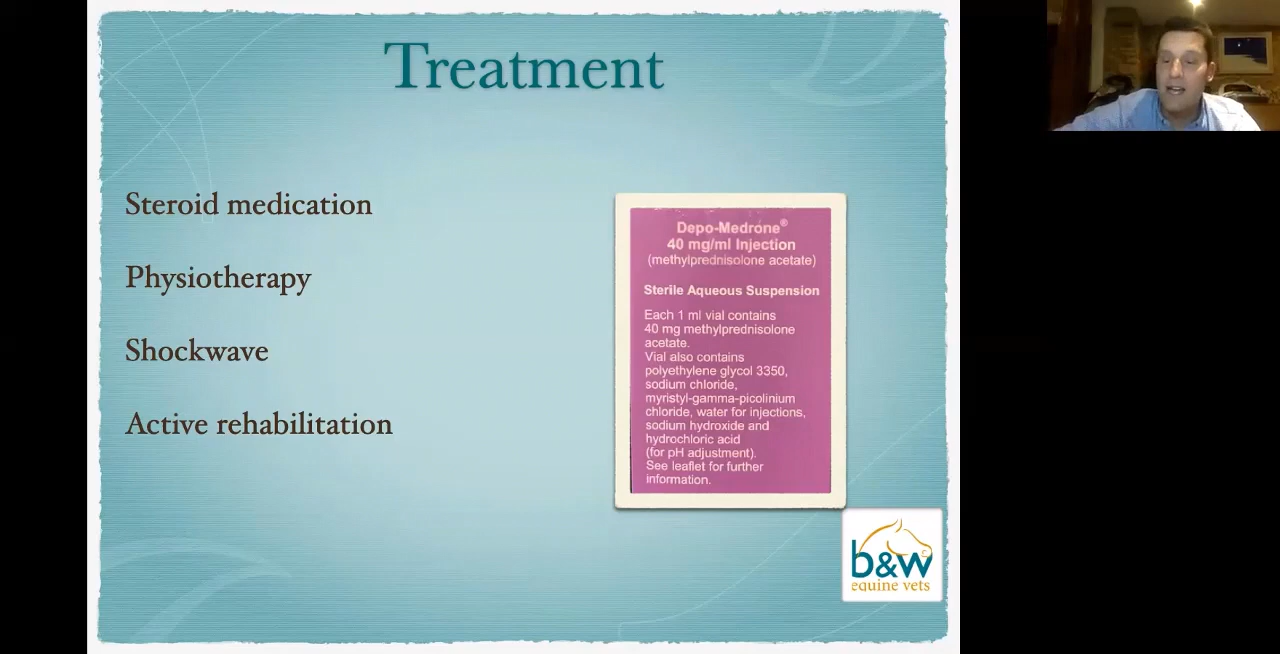 Treatment
Steroid medication
Physiotherapy
Shockwave
Active rehabilitation
Depo-Medrone®
40 mg/ml Injection
(methylprednisolone acetate)
Sterile Aqueous Suspension
Each 1 ml vial contains
40 mg methylprednisolone
acetate.
Vial also contains
polyethylene glycol 3350,
sodium chloride,
myristyl-gamma-picolinium
chloride, water for injections,
sodium hydroxide and
hydrochloric acid
(for pH adjustment).
See leaflet for further
information.
b&w
equine vets